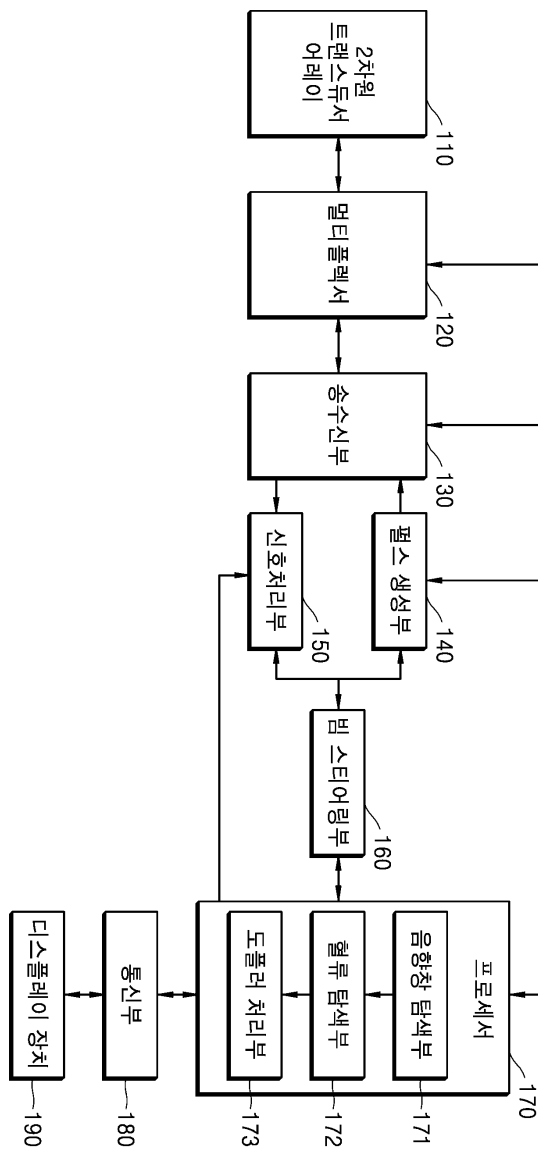 2차원
트랜스듀서
어레이
110
멀티플렉서
120
송수신부
130
펄스 생성부
140
신호처리부
150
빔 스티어링부
160
프로세서
170
음향창 탐색부
171
혈류 탐색부
172
도플러 처리부
173
통신부
180
디스플레이 장치
190